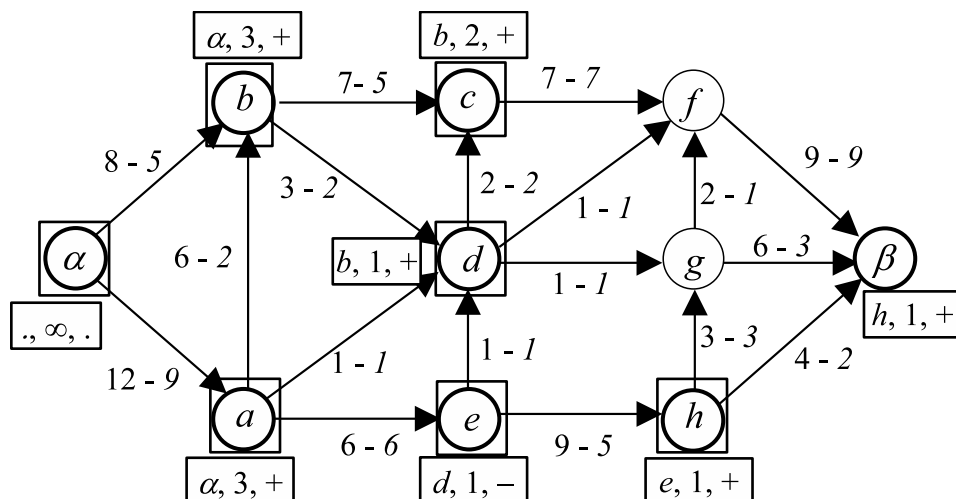 α, 3, +
b, 2, +
b
7 - 5
c
7 - 7
f
8 - 5
3 - 2
2 - 2
1 - 1
2 - 1
9 - 9
α
6 - 2
b, 1, +
d
1 - 1
g
6 - 3
β
., ∞, .
h, 1, +
12 - 9
1 - 1
1 - 1
3 - 3
4 - 2
a
6 - 6
e
9 - 5
h
α, 3, +
d, 1, −
e, 1, +